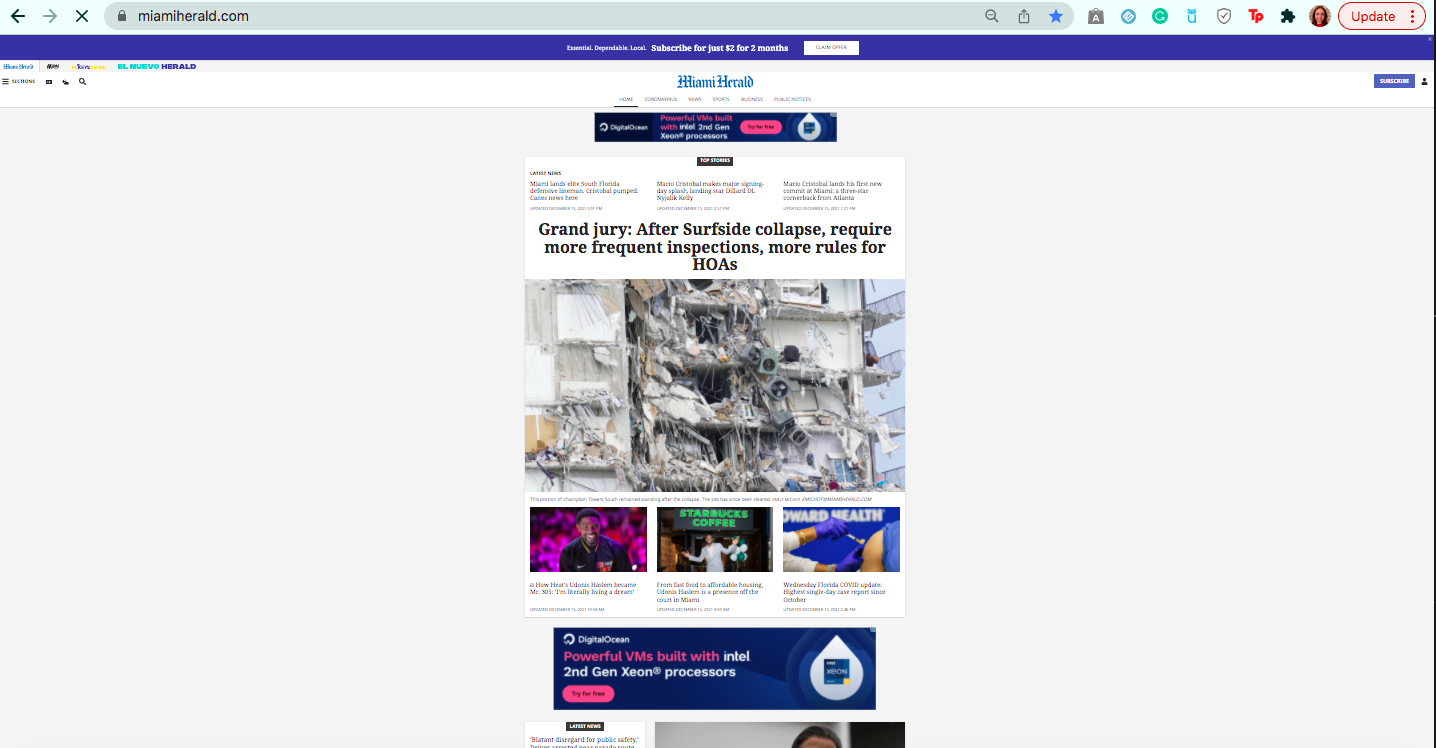 miamiherald.com
Update
Essential. Dependable. Local. Subscribe for just $2 for 2 months
CLAIM OFFER
Miami Herald
EL NUEVO HERALD
SECTIONS
Miami Herald
SUBSCRIBE
HOME CORONAVIRUS NEWS SPORTS BUSINESS PUBLIC NOTICES
DigitalOcean
Powerful VMs built
with intel 2nd Gen
Xeon® processors
Try for free
TOP STORIES
LATEST NEWS
Miami lands elite South Florida
defensive lineman. Cristobal pumped.
Canes news here
UPDATED DECEMBER 15, 2021 3:01 PM
Mario Cristobal makes major signing-
day splash, landing star Dillard DL
Nyjalik Kelly
UPDATED DECEMBER 15, 2021 2:57 PM
Mario Cristobal lands his first new
commit at Miami: a three-star
cornerback from Atlanta
UPDATED DECEMBER 15, 2021 1:21 PM
Grand jury: After Surfside collapse, require
more frequent inspections, more rules for
HOAs
This portion of Champlain Towers South remained standing after the collapse. The site has since been cleared. EMILY MICHOT EMICHOT@MIAMIHERALD.COM
STARBUCKS
COFFEE
OWARD HEALTH
How Heat's Udonis Haslem became
Mr. 305: 'I'm literally living a dream'
UPDATED DECEMBER 15, 2021
From fast food to affordable housing,
Udonis Haslem is a presence off the
court in Miami
UPDATED DECEMBER 15, 2021
Wednesday Florida COVID update:
Highest single-day case report since
October
UPDATED DECEMBER 15, 2021 2:46 PM
DigitalOcean
Powerful VMs built with intel
2nd Gen Xeon® processors
Try for free
intel
XEON
LATEST NEWS
'Blatant disregard for public safety.'
Driver arrested near parade route